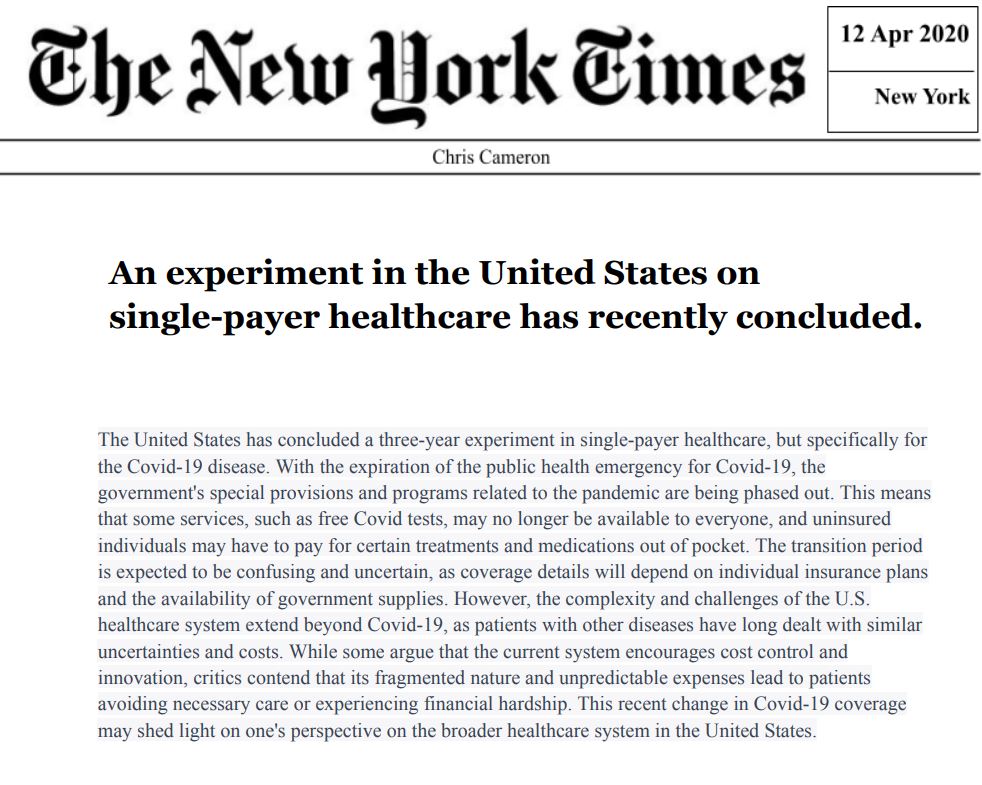 The New York Times
12 Apr 2020
New York
Chris Cameron
An experiment in the United States on
single-payer healthcare has recently concluded.
The United States has concluded a three-year experiment in single-payer healthcare, but specifically for
the Covid-19 disease. With the expiration of the public health emergency for Covid-19, the
government's special provisions and programs related to the pandemic are being phased out. This means
that some services, such as free Covid tests, may no longer be available to everyone, and uninsured
individuals may have to pay for certain treatments and medications out of pocket. The transition period
is expected to be confusing and uncertain, as coverage details will depend on individual insurance plans
and the availability of government supplies. However, the complexity and challenges of the U.S.
healthcare system extend beyond Covid-19, as patients with other diseases have long dealt with similar
uncertainties and costs. While some argue that the current system encourages cost control and
innovation, critics contend that its fragmented nature and unpredictable expenses lead to patients
avoiding necessary care or experiencing financial hardship. This recent change in Covid-19 coverage
may shed light on one's perspective on the broader healthcare system in the United States.